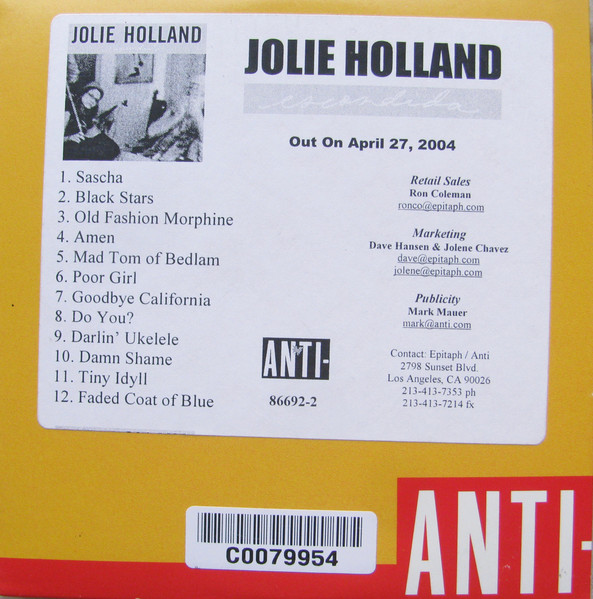 JOLIE HOLLAND
JOLIE HOLLAND
escondida
Out On April 27, 2004
1. Sascha
2. Black Stars
3. Old Fashion Morphine
4. Amen
5. Mad Tom of Bedlam
6. Poor Girl
7. Goodbye California
8. Do You?
9. Darlin' Ukelele
10. Damn Shame
11. Tiny Idyll
12. Faded Coat of Blue
Retail Sales
Ron Coleman
ronco@epitaph.com
Marketing
Dave Hansen & Jolene Chavez
dave@epitaph.com
jolene@epitaph.com
Publicity
Mark Mauer
mark@anti.com
ANTI-
86692-2
Contact: Epitaph / Anti
2798 Sunset Blvd.
Los Angeles, CA 90026
213-413-7353 ph
213-413-7214 fx
C0079954
ANTI-